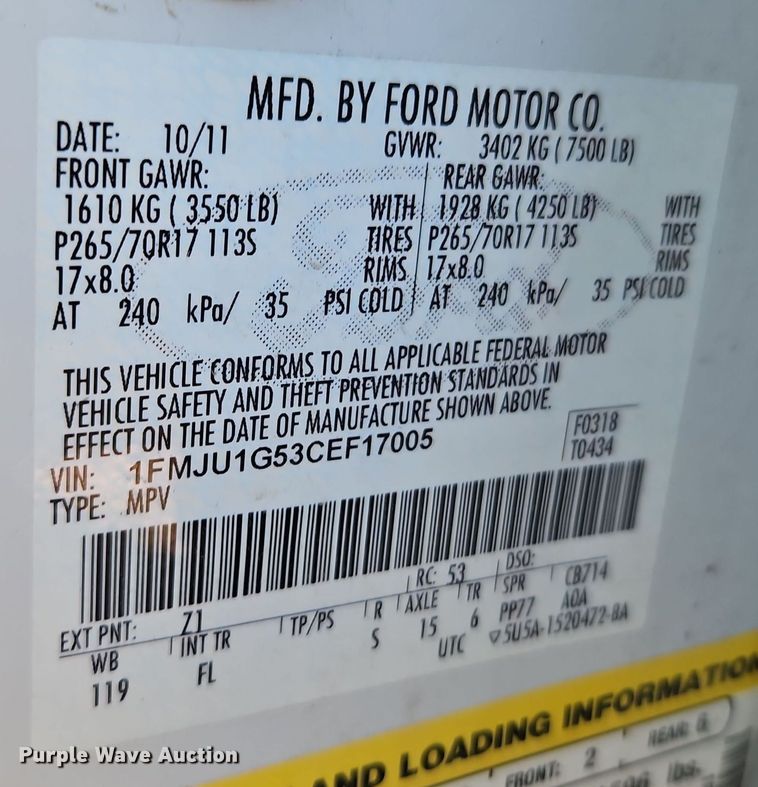 MFD. BY FORD MOTOR CO.
DATE: 10/11 GVWR: 3402 KG ( 7500 LB)
FRONT GAWR: REAR GAWR:
1610 KG ( 3550 LB) WITH 1928 KG ( 4250 LB) WITH
P265/70R17 113S TIRES P265/70R17 113S TIRES
17x8.0 RIMS 17x8.0 RIMS
AT 240 kPa/ 35 PSI COLD AT 240 kPa/ 35 PSI COLD
THIS VEHICLE CONFORMS TO ALL APPLICABLE FEDERAL MOTOR
VEHICLE SAFETY AND THEFT PREVENTION STANDARDS IN
EFFECT ON THE DATE OF MANUFACTURE SHOWN ABOVE.
VIN: 1FMJU1G53CEF17005 F0318
TYPE: MPV T0434
EXT PNT: Z1 RC: 53 DSO: CB714
WB INT TR TP/PS R AXLE TR SPR AOA
119 FL S 15 6 PP77
UTC ▽5U5A-1520472-BA
AND LOADING INFORMATION
FRONT: 2 REAR: 6
lbs.
Purple Wave Auction